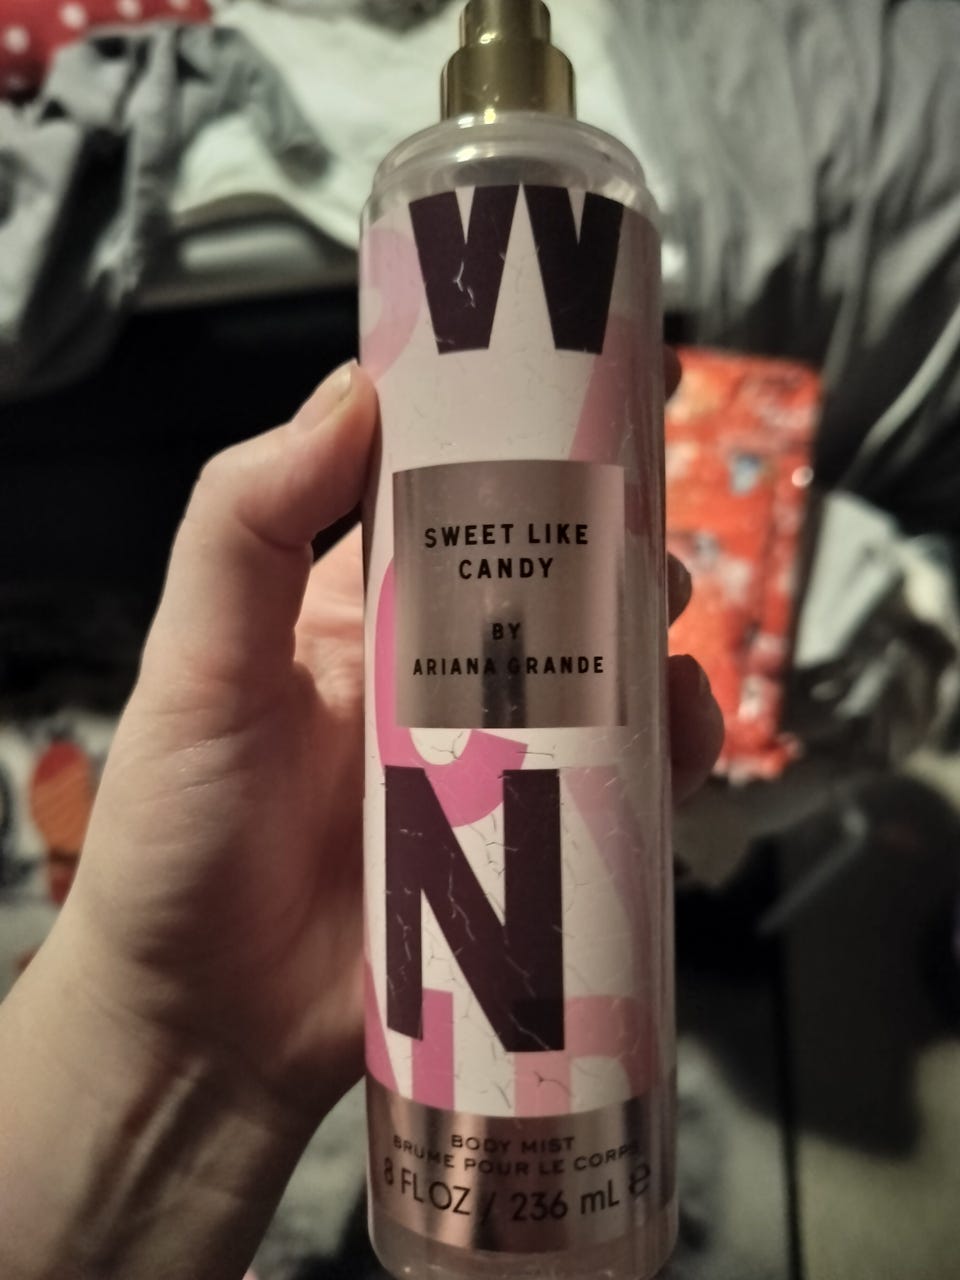 W
SWEET LIKE
CANDY
BY
ARIANA GRANDE
N
BODY MIST
BRUME POUR LE CORPS
8 FL OZ / 236 mL e